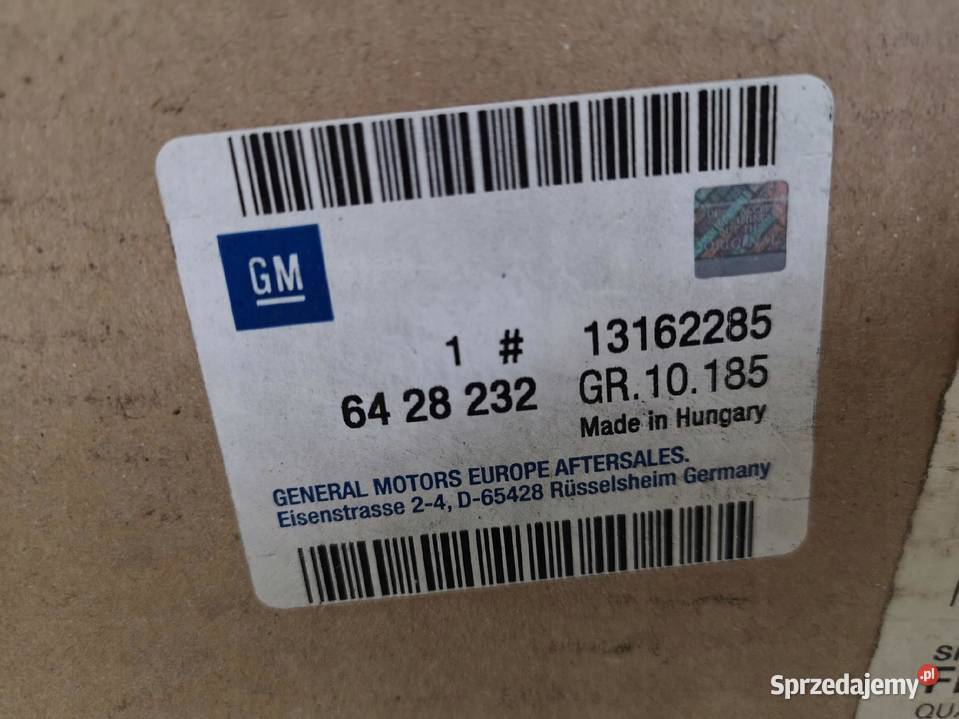 GM
ORIGINAL
1 # 13162285
64 28 232 GR.10.185
Made in Hungary
GENERAL MOTORS EUROPE AFTERSALES.
Eisenstrasse 2-4, D-65428 Rüsselsheim Germany
Sprzedajemy.pl